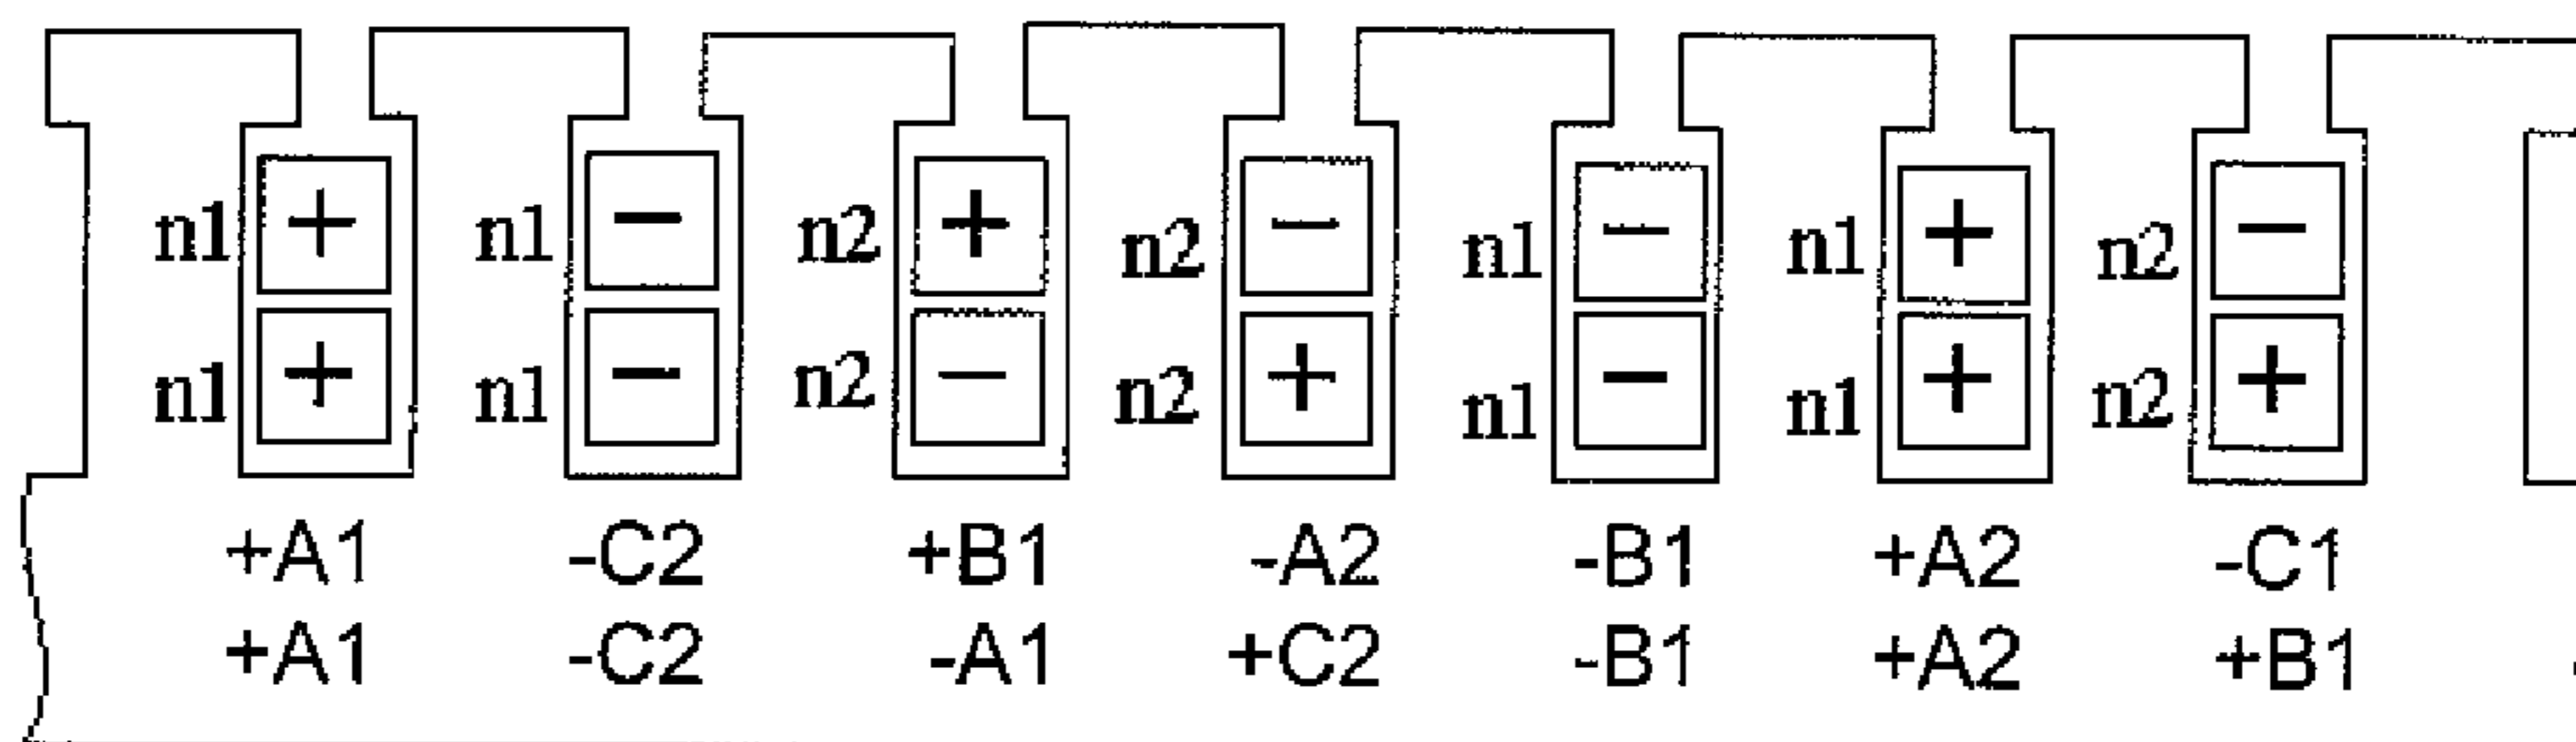 n1 + n1 − n2 + n2 − n1 − n1 + n2 −
n1 + n1 − n2 − n2 + n1 − n1 + n2 +
+A1 -C2 +B1 -A2 -B1 +A2 -C1
+A1 -C2 -A1 +C2 -B1 +A2 +B1